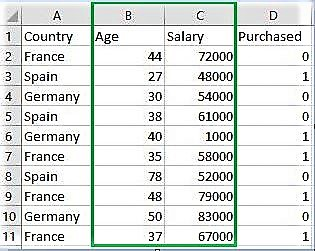 A B C D
1 Country Age Salary Purchased
2 France 44 72000 0
3 Spain 27 48000 1
4 Germany 30 54000 0
5 Spain 38 61000 0
6 Germany 40 1000 1
7 France 35 58000 1
8 Spain 78 52000 0
9 France 48 79000 1
10 Germany 50 83000 0
11 France 37 67000 1